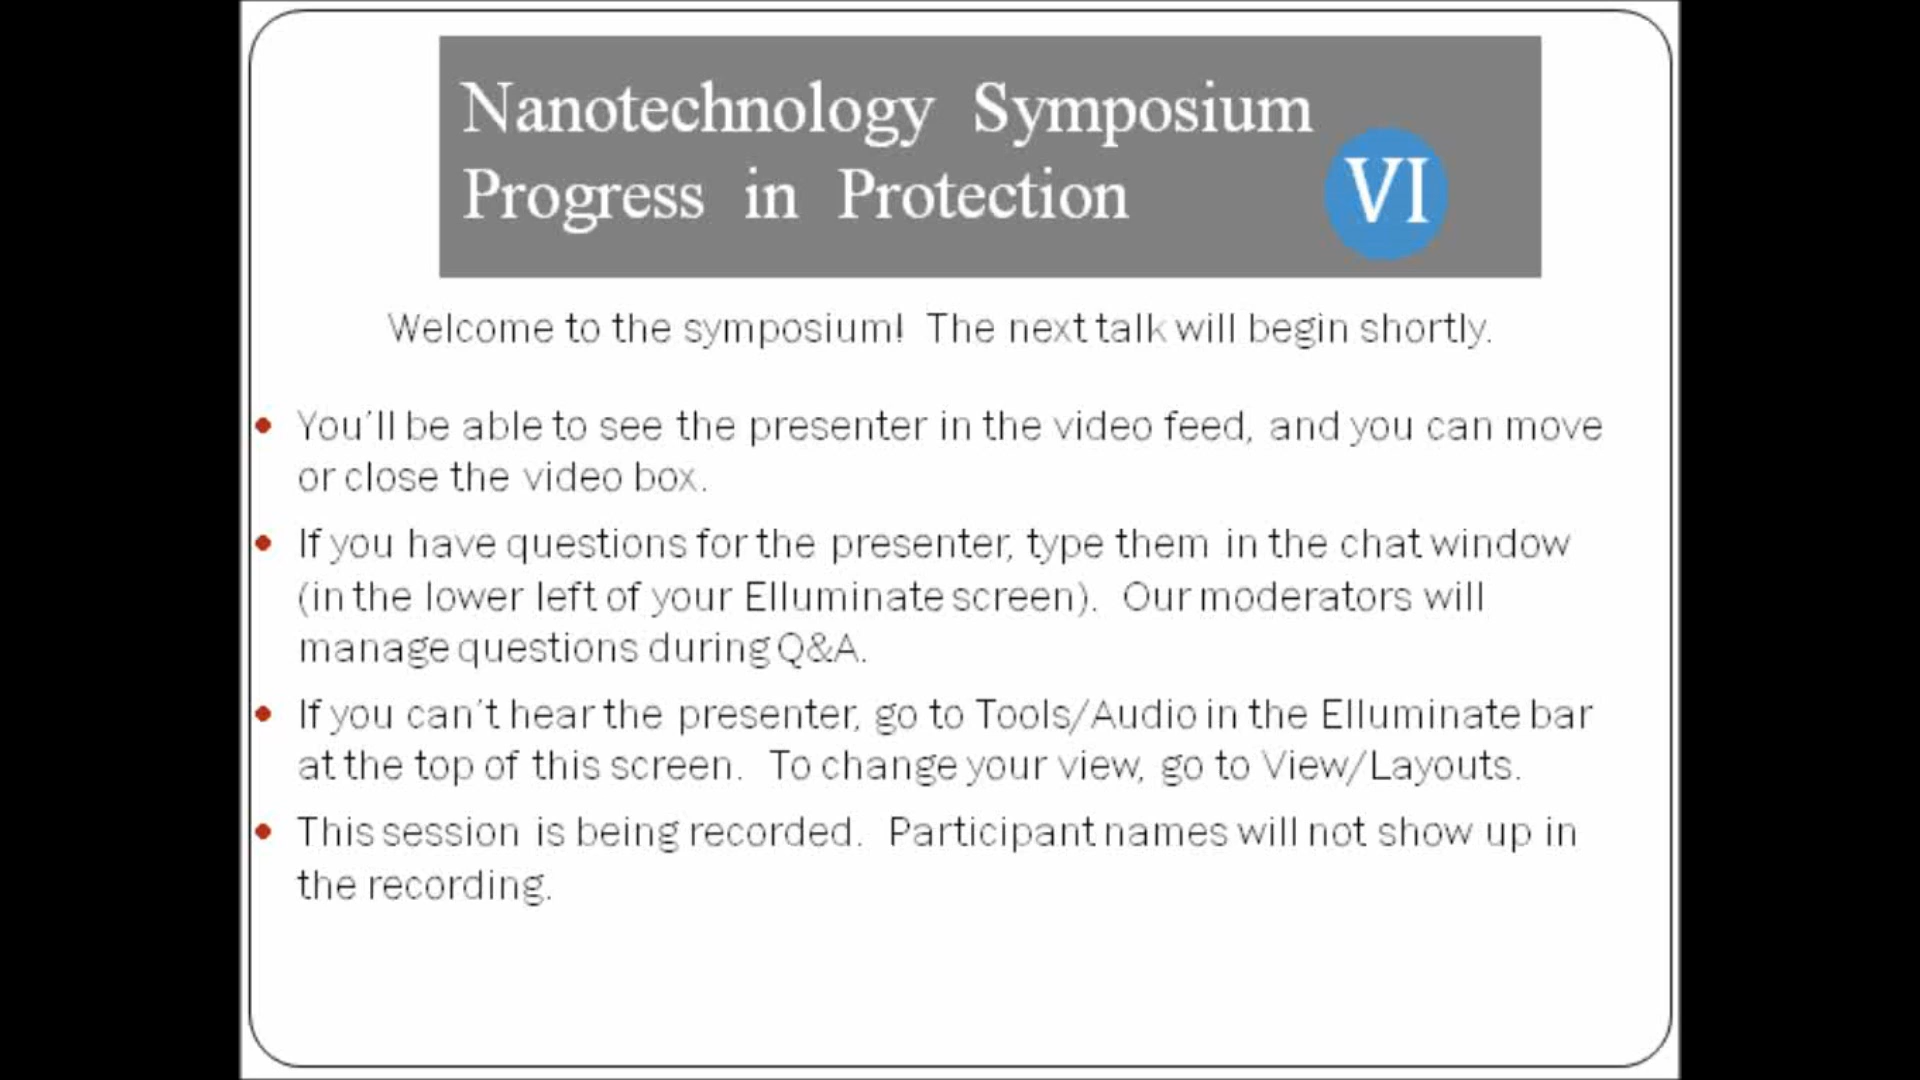 Nanotechnology Symposium
Progress in Protection
VI
Welcome to the symposium! The next talk will begin shortly.
• You'll be able to see the presenter in the video feed, and you can move
or close the video box.
• If you have questions for the presenter, type them in the chat window
(in the lower left of your Elluminate screen). Our moderators will
manage questions during Q&A.
• If you can't hear the presenter, go to Tools/Audio in the Elluminate bar
at the top of this screen. To change your view, go to View/Layouts.
• This session is being recorded. Participant names will not show up in
the recording.